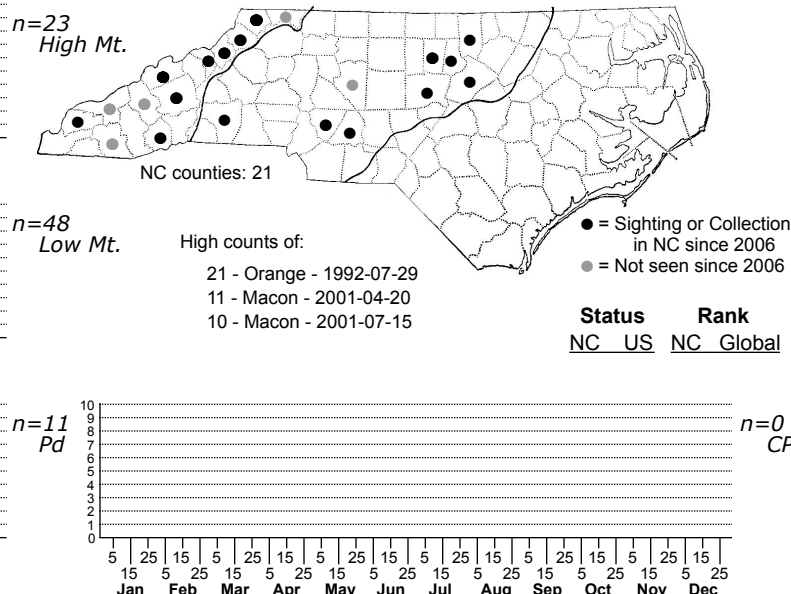 n=23
High Mt.
NC counties: 21
n=48
Low Mt.
High counts of:
21 - Orange - 1992-07-29
11 - Macon - 2001-04-20
10 - Macon - 2001-07-15
= Sighting or Collection
in NC since 2006
= Not seen since 2006
Status Rank
NC US NC Global
n=11
Pd
n=0
CP
10
9
8
7
6
5
4
3
2
1
0
5 25 15 5 25 15 5 25 15 5 25 15 5 25 15 5 25 15
15 5 25 15 5 25 15 5 25 15 5 25 15 5 25 15 5 25
Jan Feb Mar Apr May Jun Jul Aug Sep Oct Nov Dec